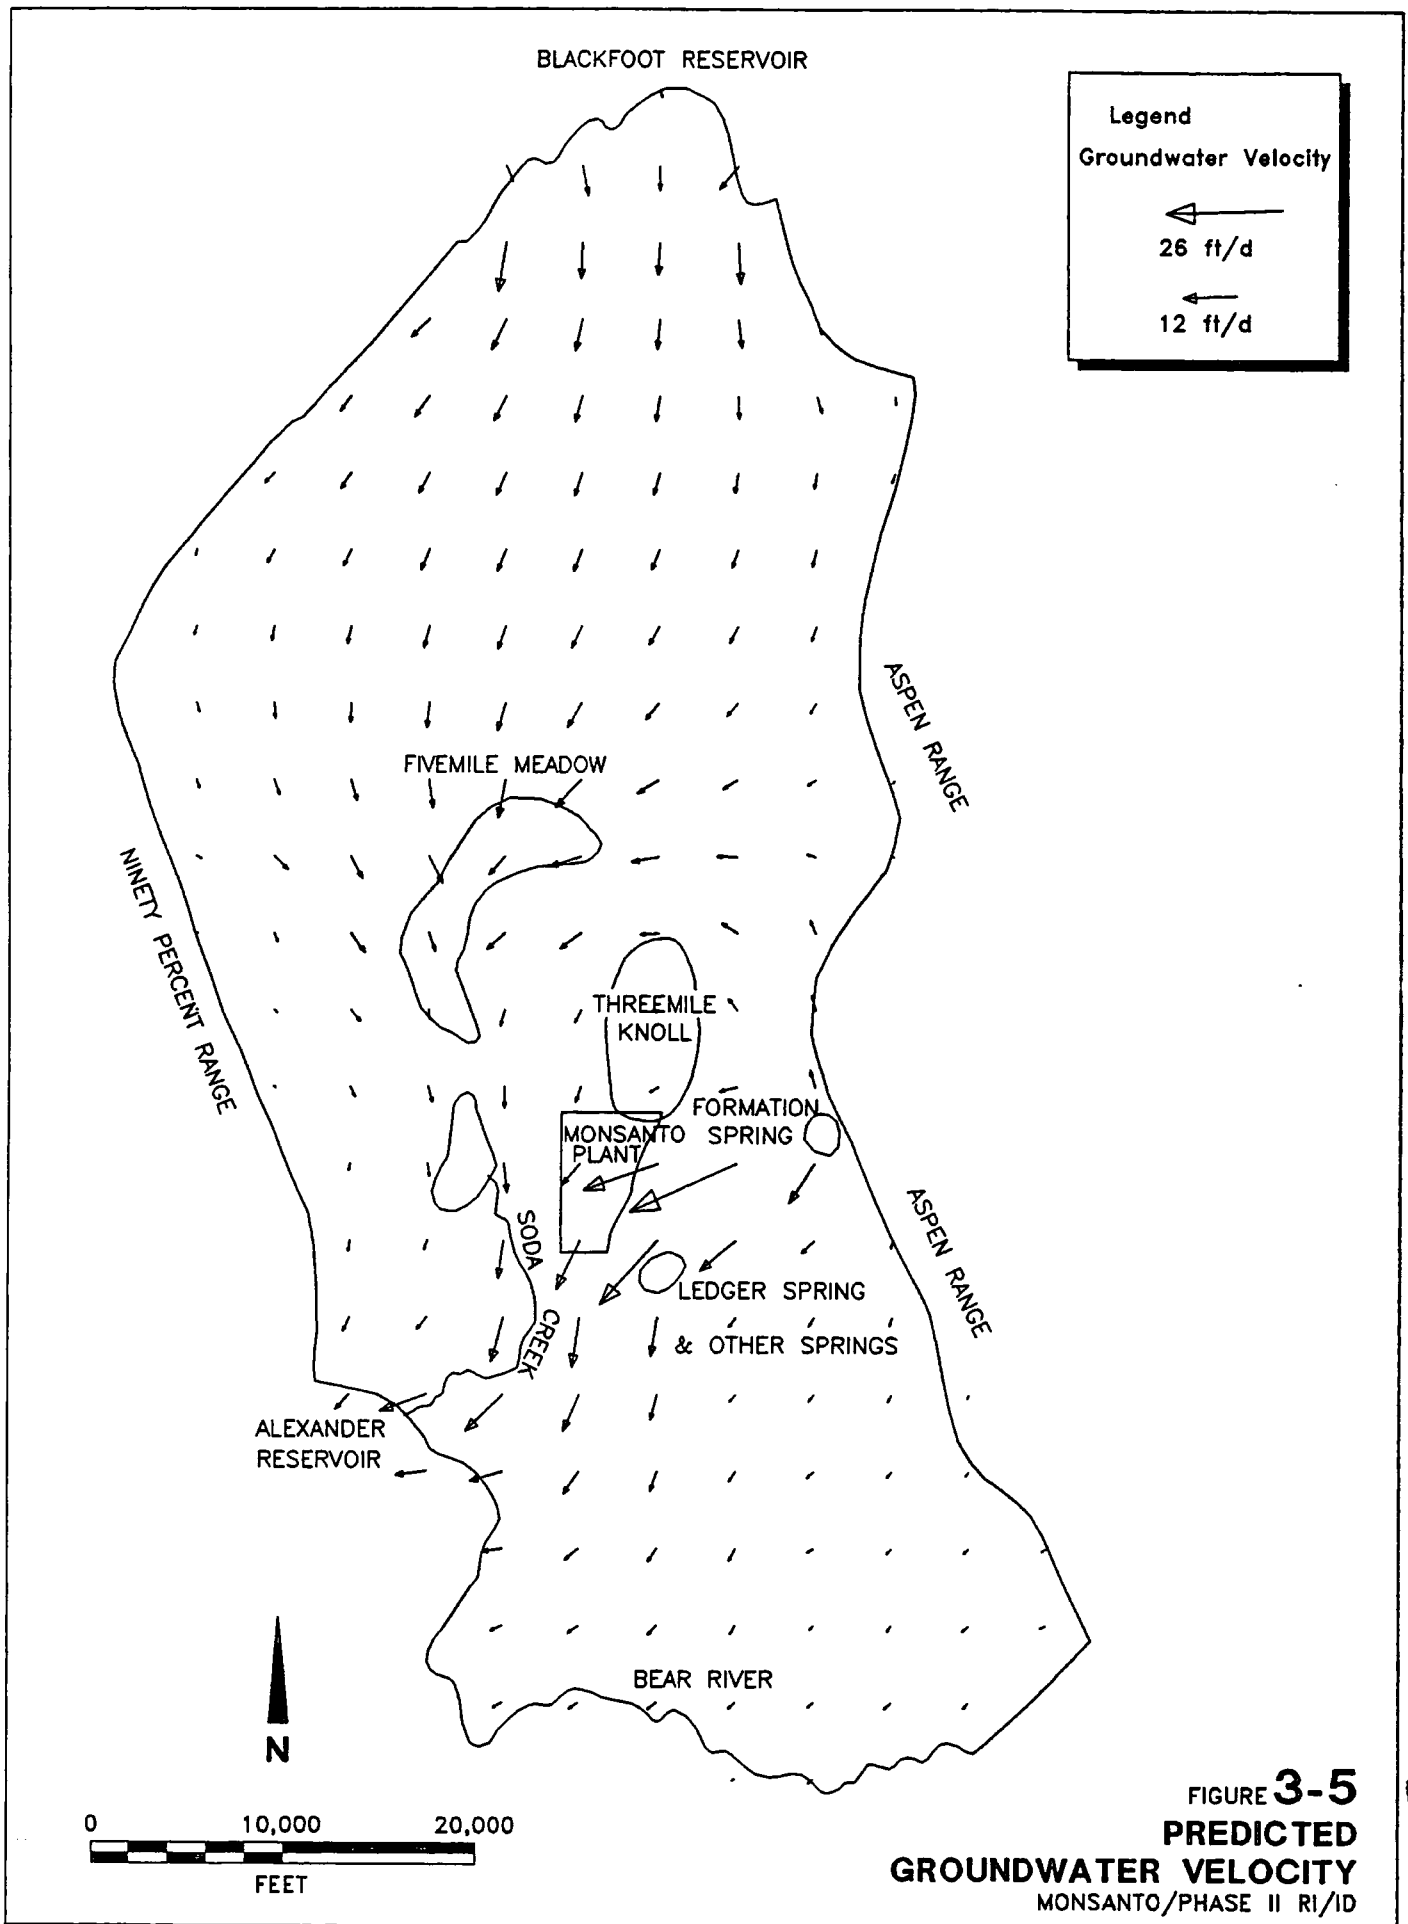 BLACKFOOT RESERVOIR
Legend
Groundwater Velocity
26 ft/d
12 ft/d
ASPEN RANGE
FIVEMILE MEADOW
NINETY PERCENT RANGE
THREEMILE
KNOLL
FORMATION
SPRING
MONSANTO
PLANT
SODA
CREEK
ASPEN RANGE
LEDGER SPRING
& OTHER SPRINGS
ALEXANDER
RESERVOIR
BEAR RIVER
N
0 10,000 20,000
FEET
FIGURE 3-5
PREDICTED
GROUNDWATER VELOCITY
MONSANTO/PHASE II RI/ID